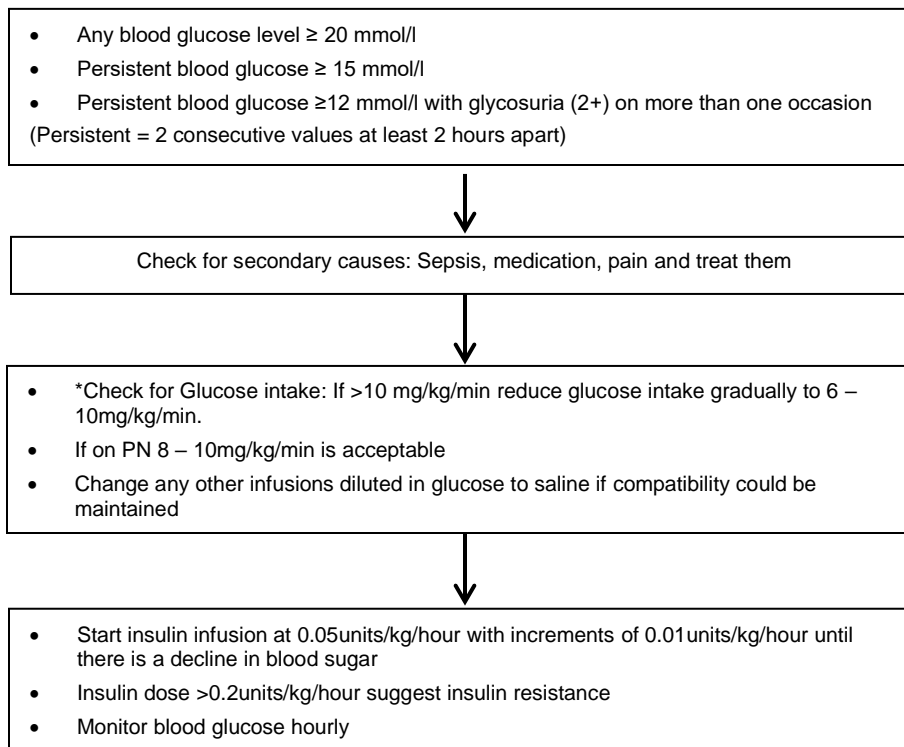 • Any blood glucose level ≥ 20 mmol/l
• Persistent blood glucose ≥ 15 mmol/l
• Persistent blood glucose ≥12 mmol/l with glycosuria (2+) on more than one occasion
(Persistent = 2 consecutive values at least 2 hours apart)
Check for secondary causes: Sepsis, medication, pain and treat them
• *Check for Glucose intake: If >10 mg/kg/min reduce glucose intake gradually to 6 –
10mg/kg/min.
• If on PN 8 – 10mg/kg/min is acceptable
• Change any other infusions diluted in glucose to saline if compatibility could be
maintained
• Start insulin infusion at 0.05units/kg/hour with increments of 0.01units/kg/hour until
there is a decline in blood sugar
• Insulin dose >0.2units/kg/hour suggest insulin resistance
• Monitor blood glucose hourly